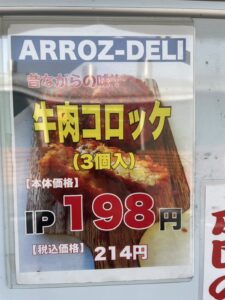 ARROZ-DELI
昔ながらの味!!
牛肉コロッケ
(3個入)
【本体価格】
1P 198円
【税込価格】 214円